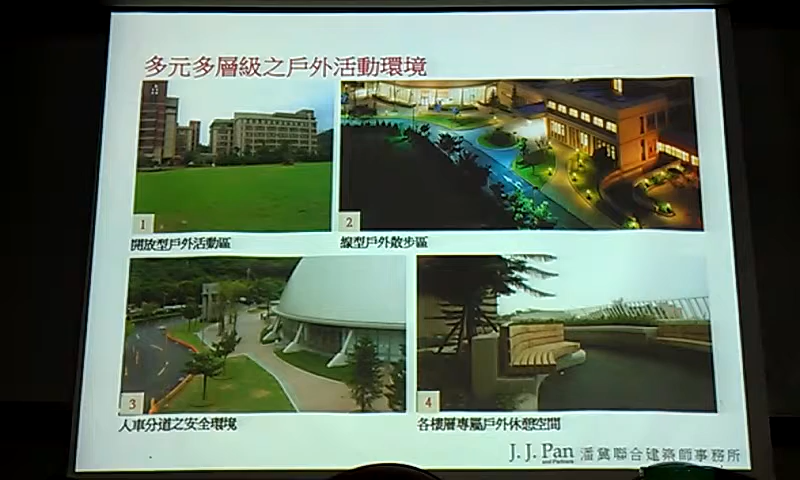 多元多層級之戶外活動環境
1
2
開放型戶外活動區
線型戶外散步區
3
4
人車分道之安全環境
各樓層專屬戶外休憩空間
J. J. Pan 潘冀聯合建築師事務所
and Partners